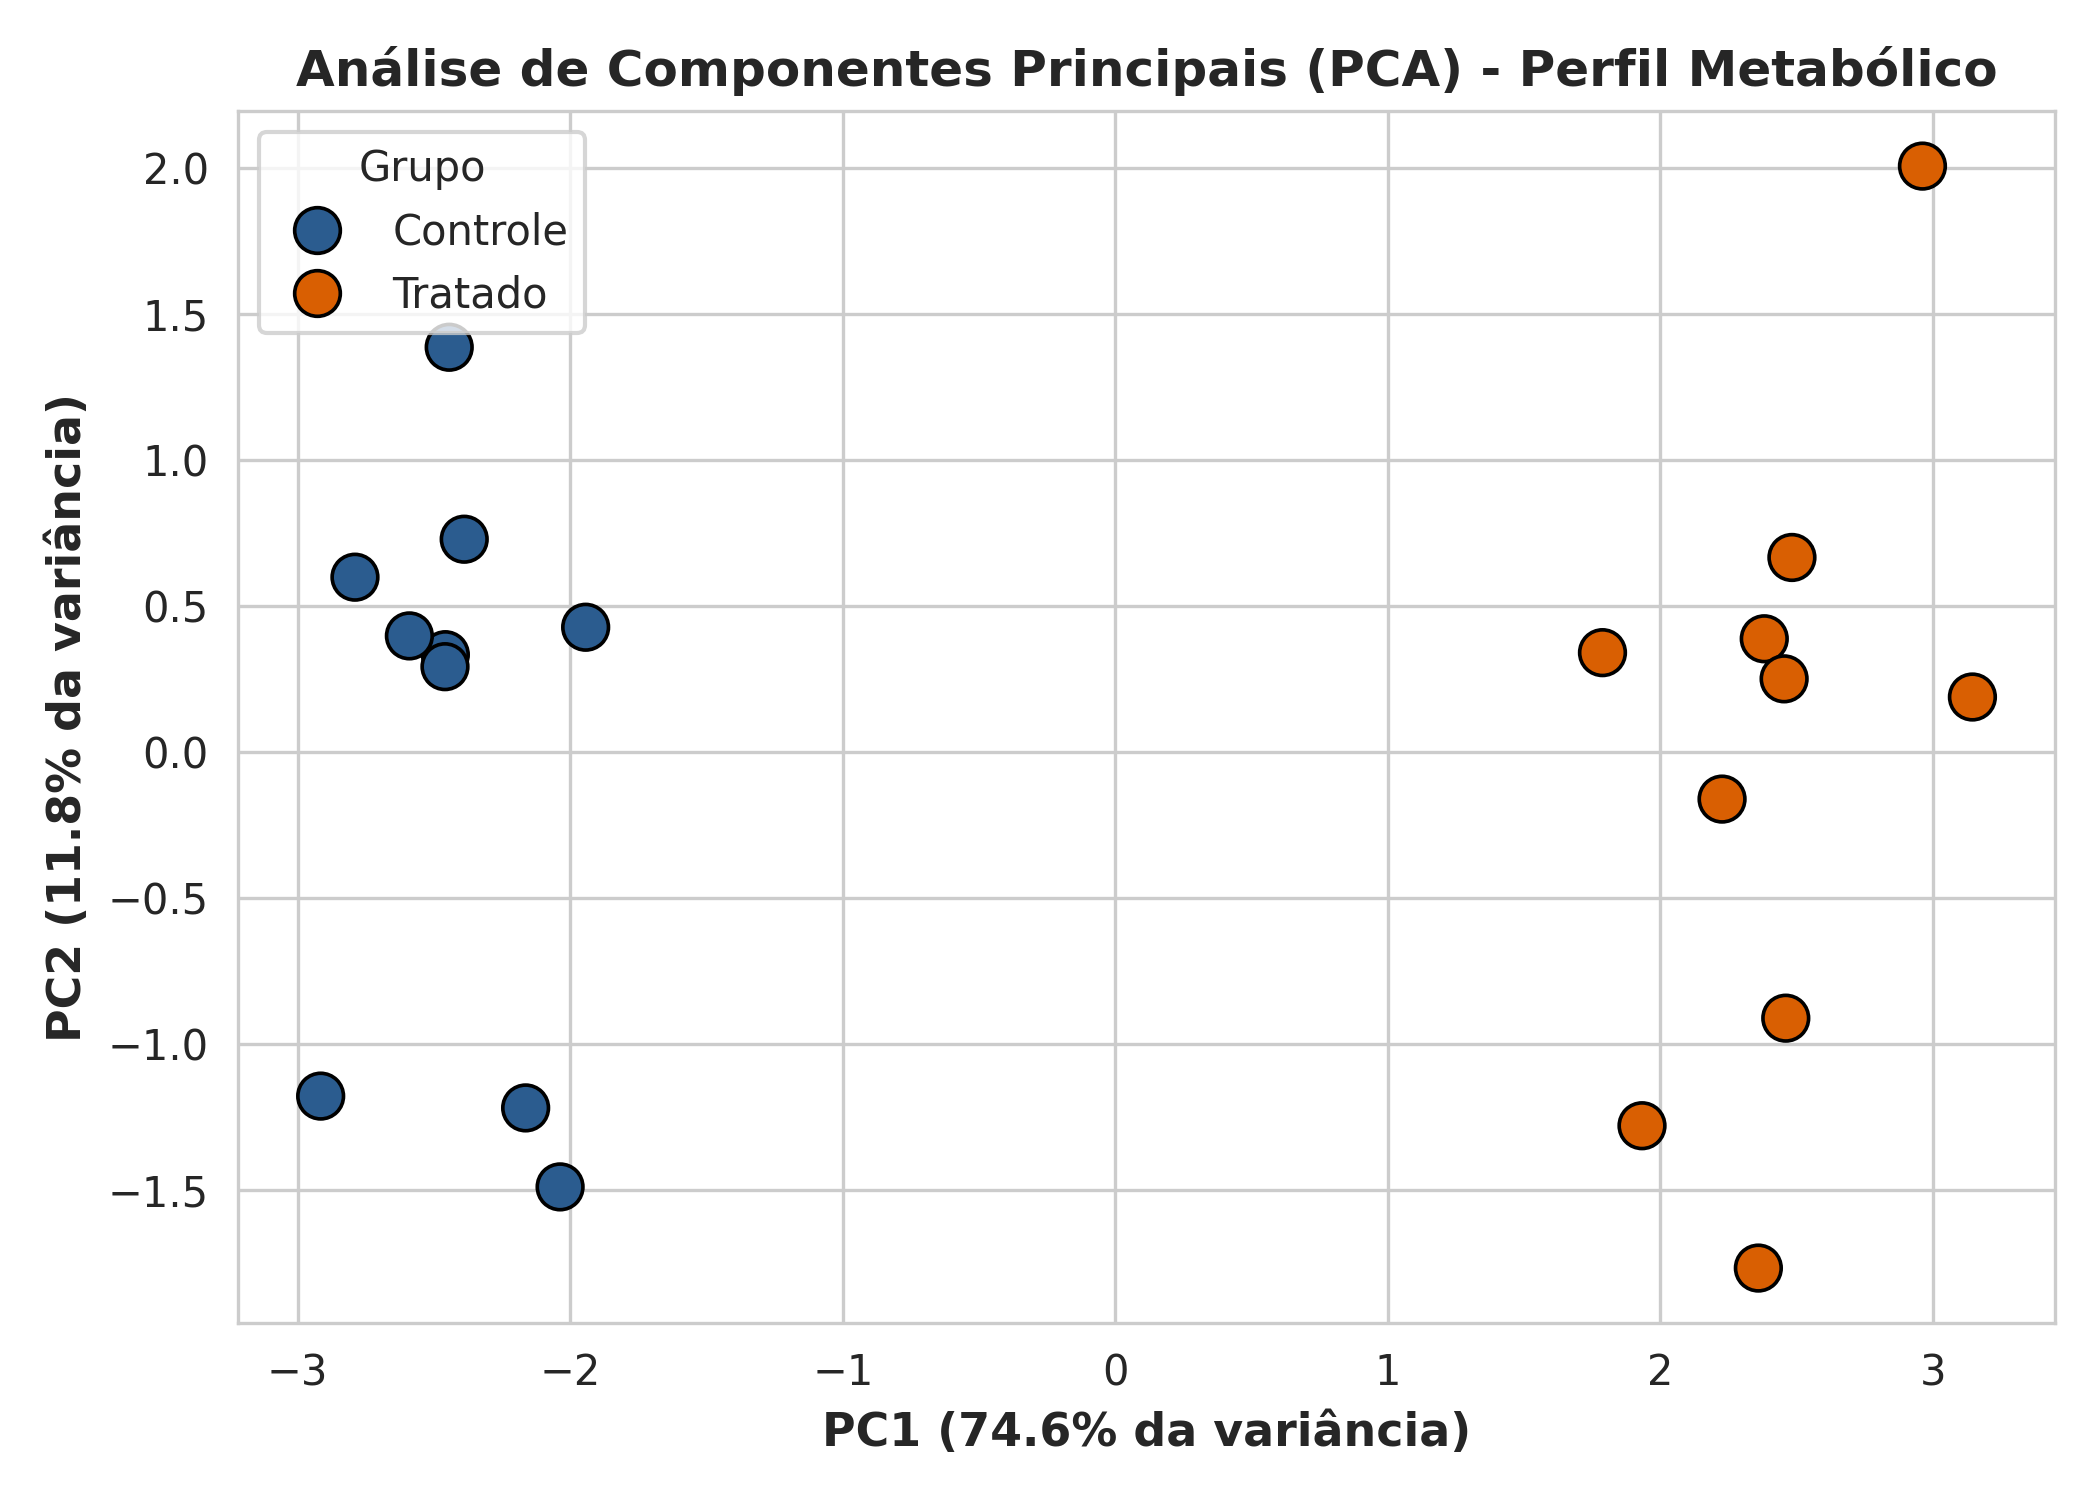 Análise de Componentes Principais (PCA) - Perfil Metabólico
Grupo
Controle
Tratado
2.0
1.5
1.0
0.5
0.0
−0.5
−1.0
−1.5
PC2 (11.8% da variância)
−3
−2
−1
0
1
2
3
PC1 (74.6% da variância)